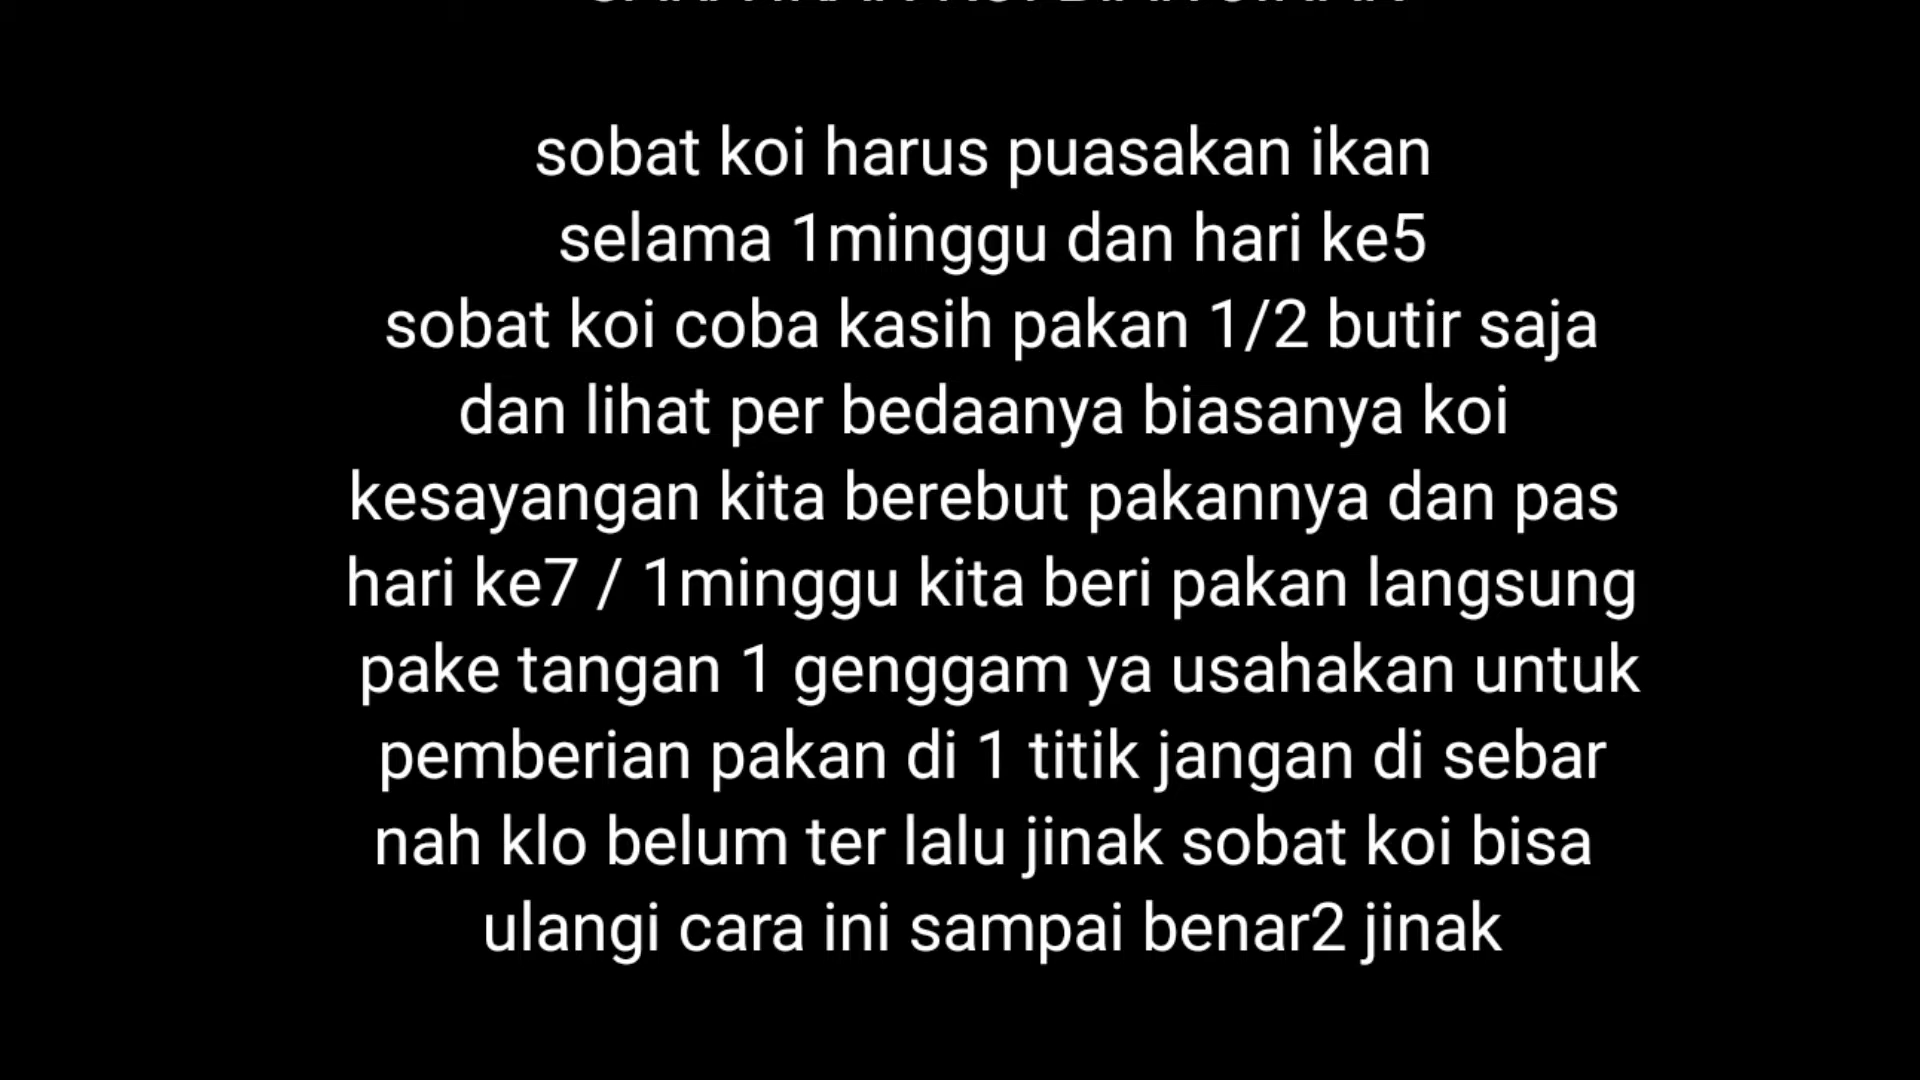 sobat koi harus puasakan ikan
selama 1minggu dan hari ke5
sobat koi coba kasih pakan 1/2 butir saja
dan lihat per bedaanya biasanya koi
kesayangan kita berebut pakannya dan pas
hari ke7 / 1minggu kita beri pakan langsung
pake tangan 1 genggam ya usahakan untuk
pemberian pakan di 1 titik jangan di sebar
nah klo belum ter lalu jinak sobat koi bisa
ulangi cara ini sampai benar2 jinak